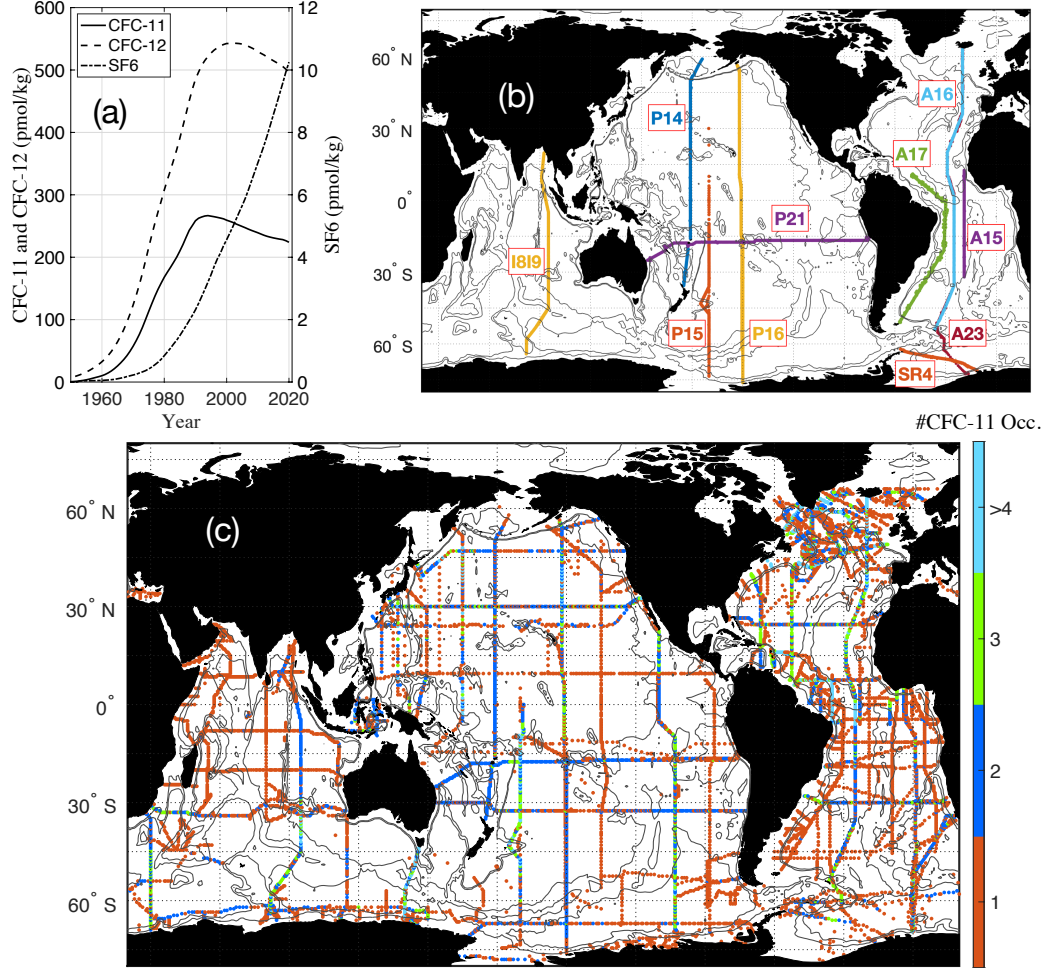 600
500
400
300
200
100
0
CFC-11 and CFC-12 (pmol/kg)
CFC-11
CFC-12
SF6
(a)
12
10
8
6
4
2
0
SF6 (pmol/kg)
1960
1980
2000
2020
Year
60° N
30° N
0°
30° S
60° S
(b)
P14
A16
A17
P21
A15
I8I9
P15
P16
A23
SR4
#CFC-11 Occ.
60° N
30° N
0°
30° S
60° S
(c)
>4
3
2
1